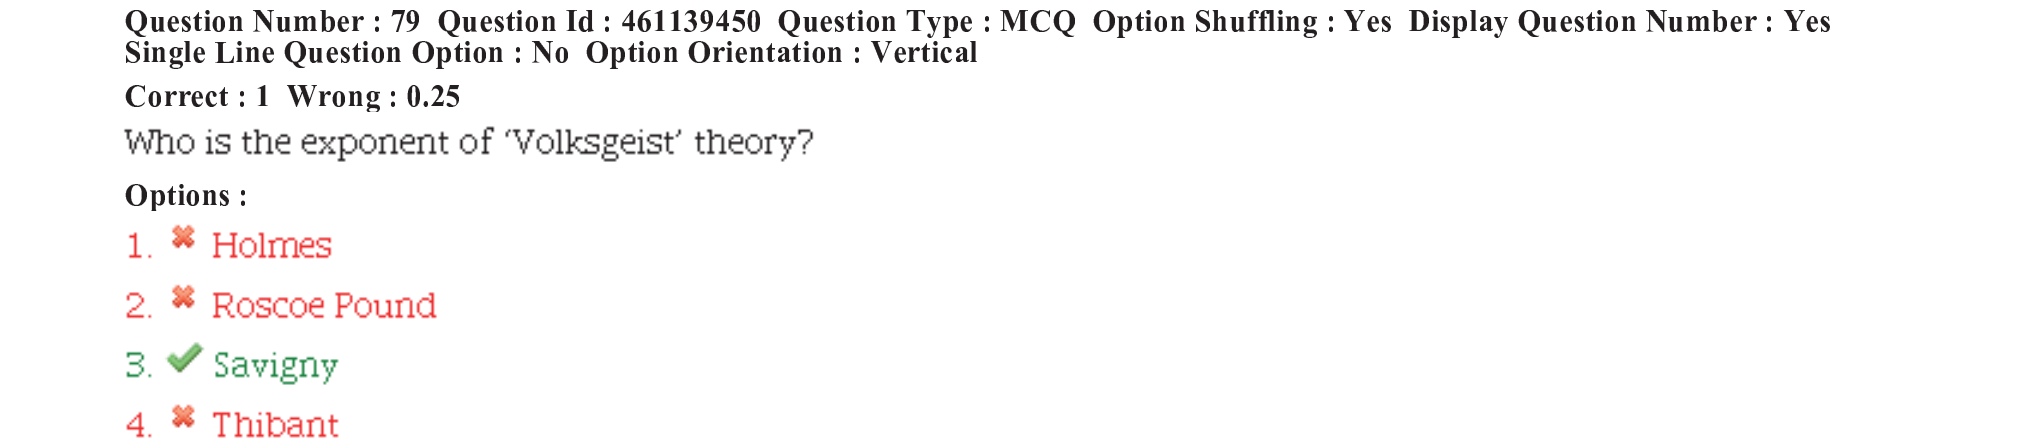 Question Number : 79 Question Id : 461139450 Question Type : MCQ Option Shuffling : Yes Display Question Number : Yes
Single Line Question Option : No Option Orientation : Vertical
Correct : 1 Wrong : 0.25
Who is the exponent of ‘Volksgeist’ theory?
Options :
1. Holmes
2. Roscoe Pound
3. Savigny
4. Thibant